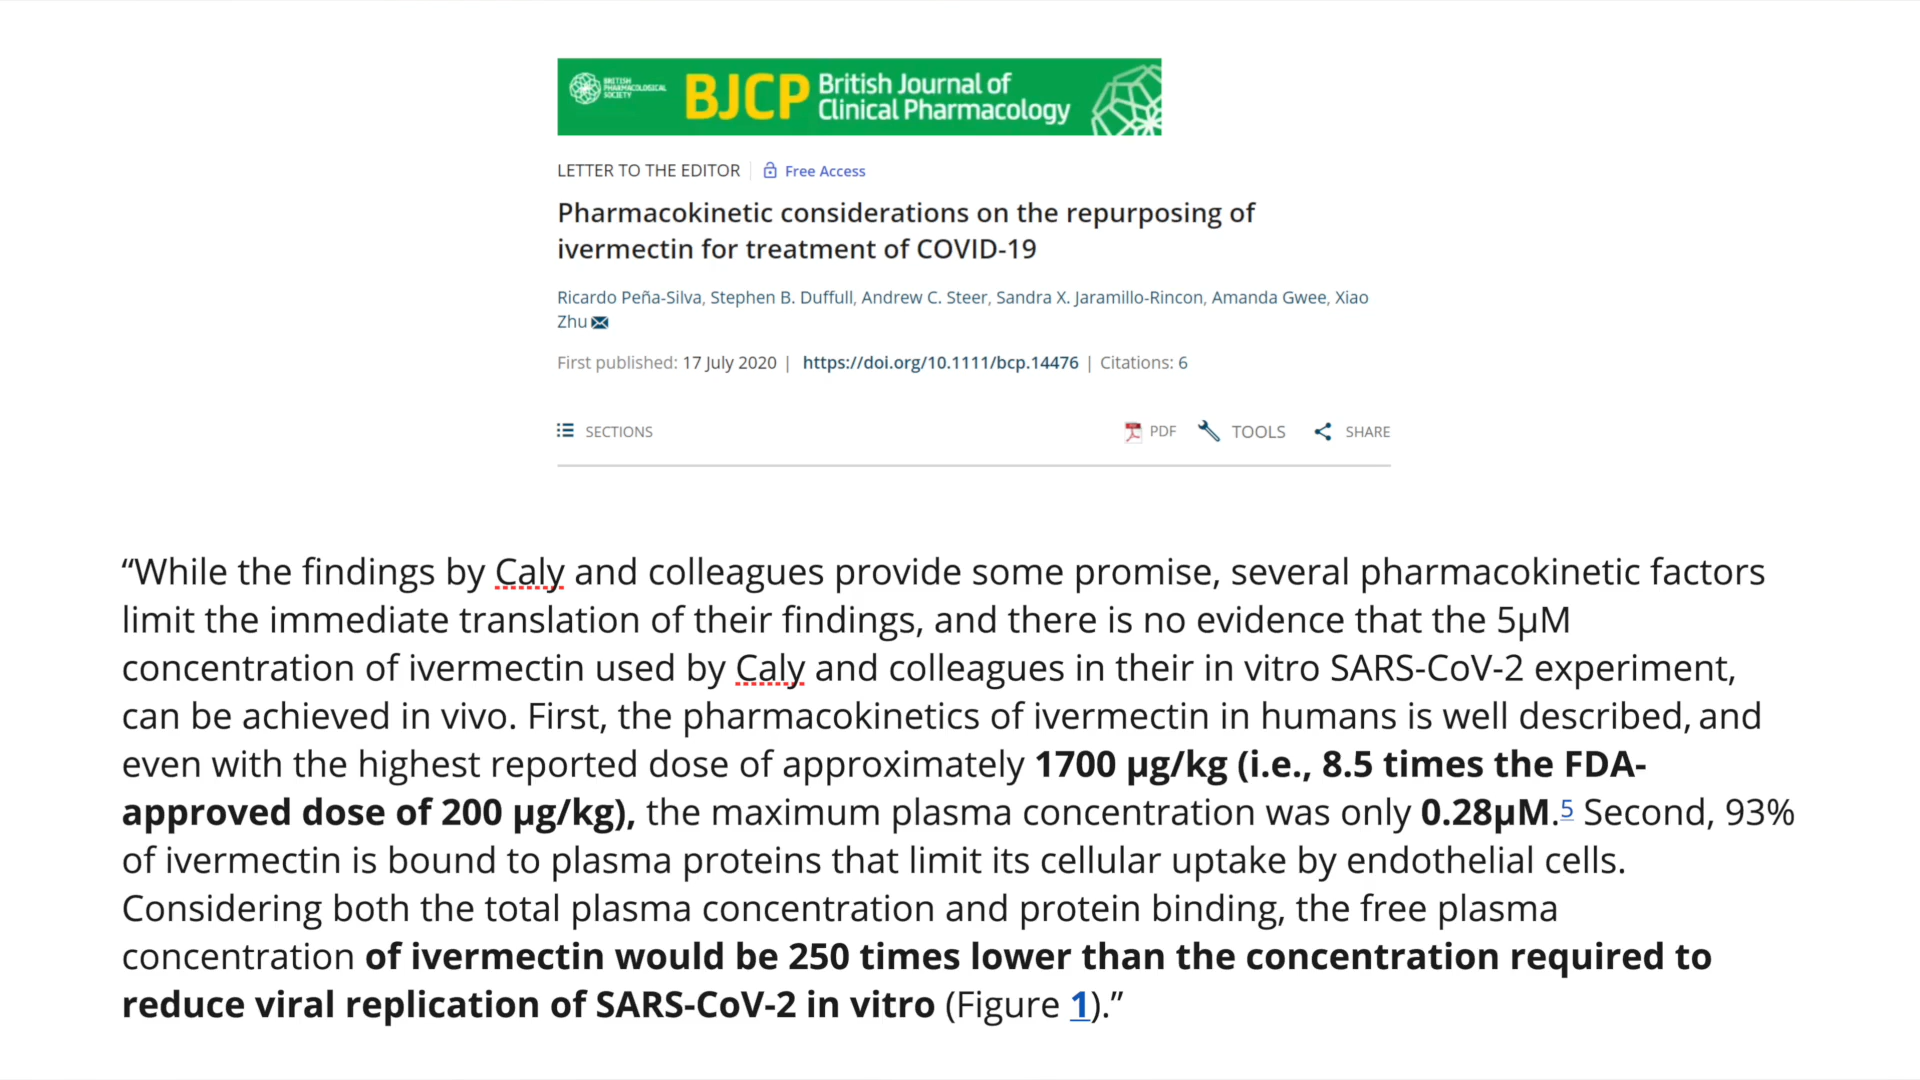 BRITISH
PHARMACOLOGICAL
SOCIETY
BJCP
British Journal of
Clinical Pharmacology
LETTER TO THE EDITOR Free Access
Pharmacokinetic considerations on the repurposing of
ivermectin for treatment of COVID-19
Ricardo Peña-Silva, Stephen B. Duffull, Andrew C. Steer, Sandra X. Jaramillo-Rincon, Amanda Gwee, Xiao
Zhu
First published: 17 July 2020 | https://doi.org/10.1111/bcp.14476 | Citations: 6
SECTIONS PDF TOOLS SHARE
“While the findings by Caly and colleagues provide some promise, several pharmacokinetic factors
limit the immediate translation of their findings, and there is no evidence that the 5µM
concentration of ivermectin used by Caly and colleagues in their in vitro SARS-CoV-2 experiment,
can be achieved in vivo. First, the pharmacokinetics of ivermectin in humans is well described, and
even with the highest reported dose of approximately 1700 µg/kg (i.e., 8.5 times the FDA-
approved dose of 200 µg/kg), the maximum plasma concentration was only 0.28µM.5 Second, 93%
of ivermectin is bound to plasma proteins that limit its cellular uptake by endothelial cells.
Considering both the total plasma concentration and protein binding, the free plasma
concentration of ivermectin would be 250 times lower than the concentration required to
reduce viral replication of SARS-CoV-2 in vitro (Figure 1).”